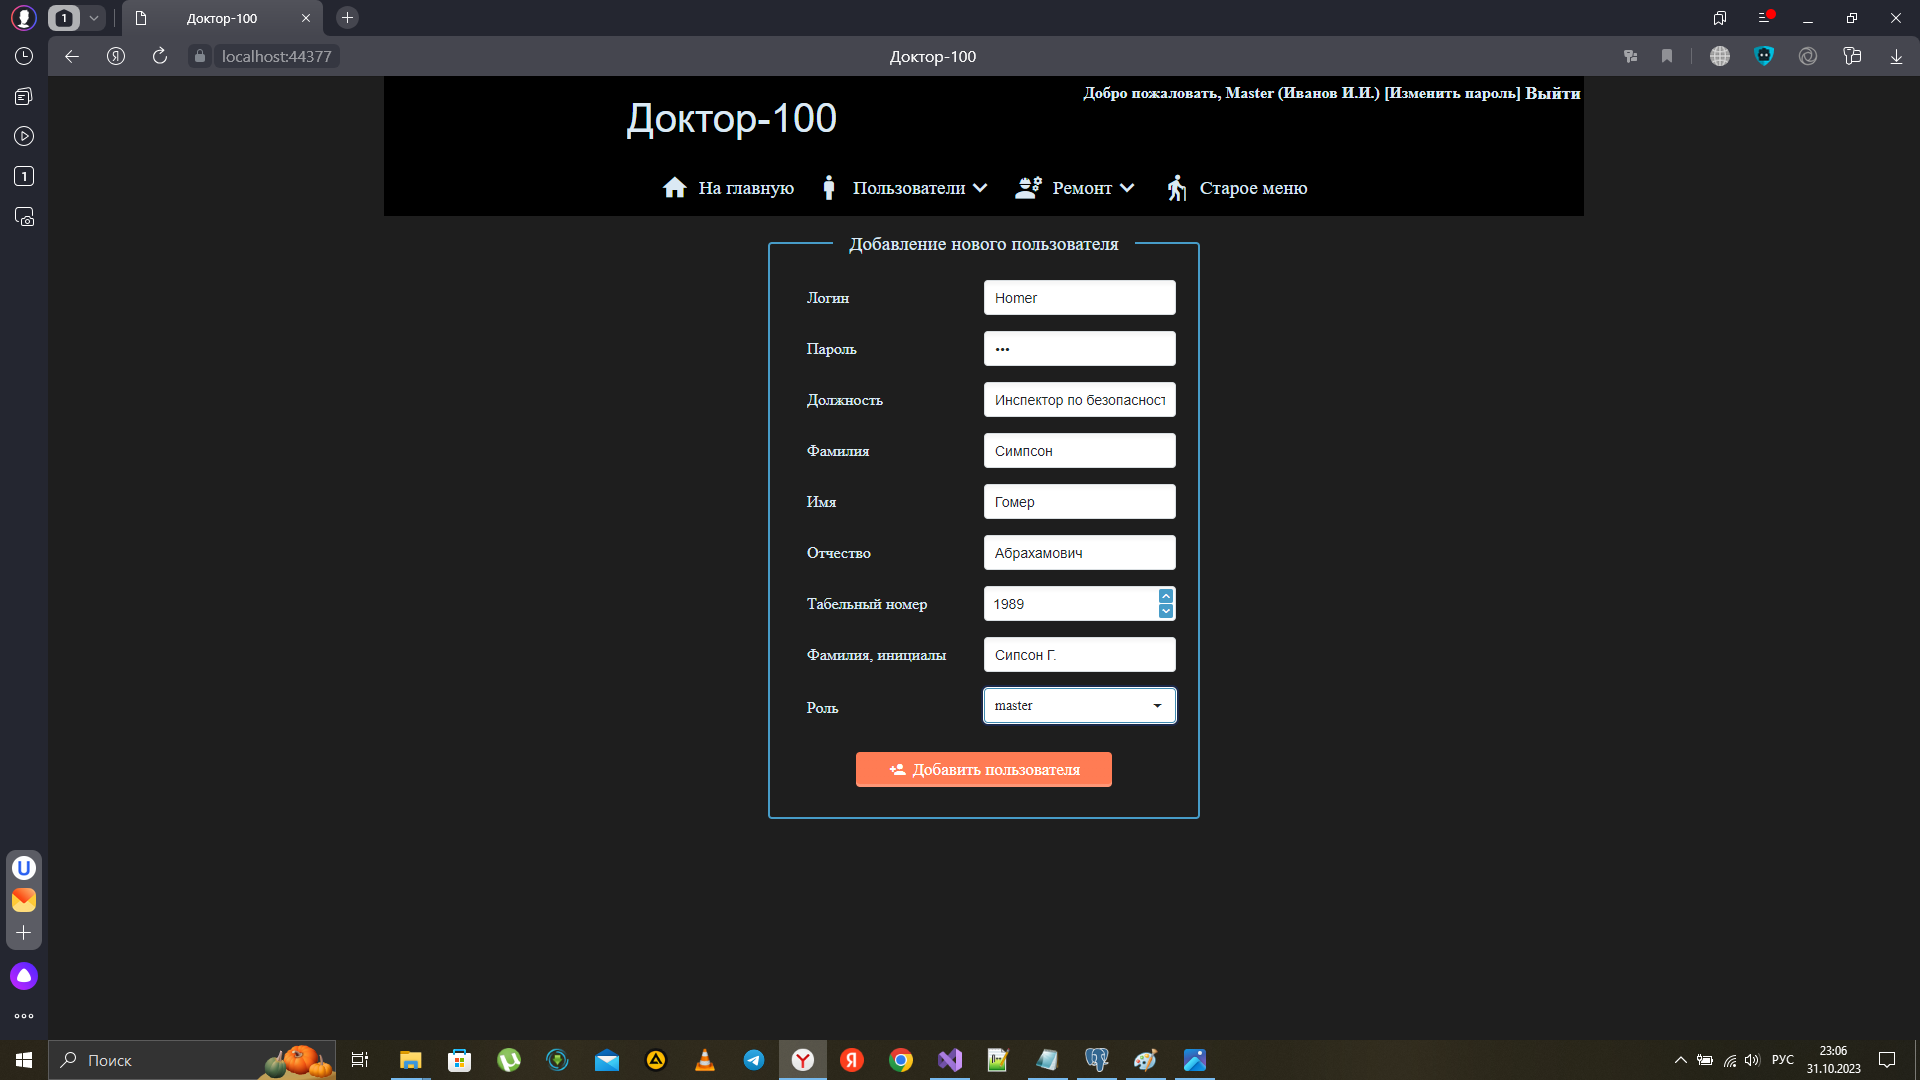 1
Доктор-100
localhost:44377
Доктор-100
1
Добро пожаловать, Master (Иванов И.И.) [Изменить пароль] Выйти
Доктор-100
На главную
Пользователи
Ремонт
Старое меню
Добавление нового пользователя
Логин
Homer
Пароль
•••
Должность
Инспектор по безопасност
Фамилия
Симпсон
Имя
Гомер
Отчество
Абрахамович
Табельный номер
1989
Фамилия, инициалы
Сипсон Г.
Роль
master
Добавить пользователя
Поиск
РУС
23:06
31.10.2023